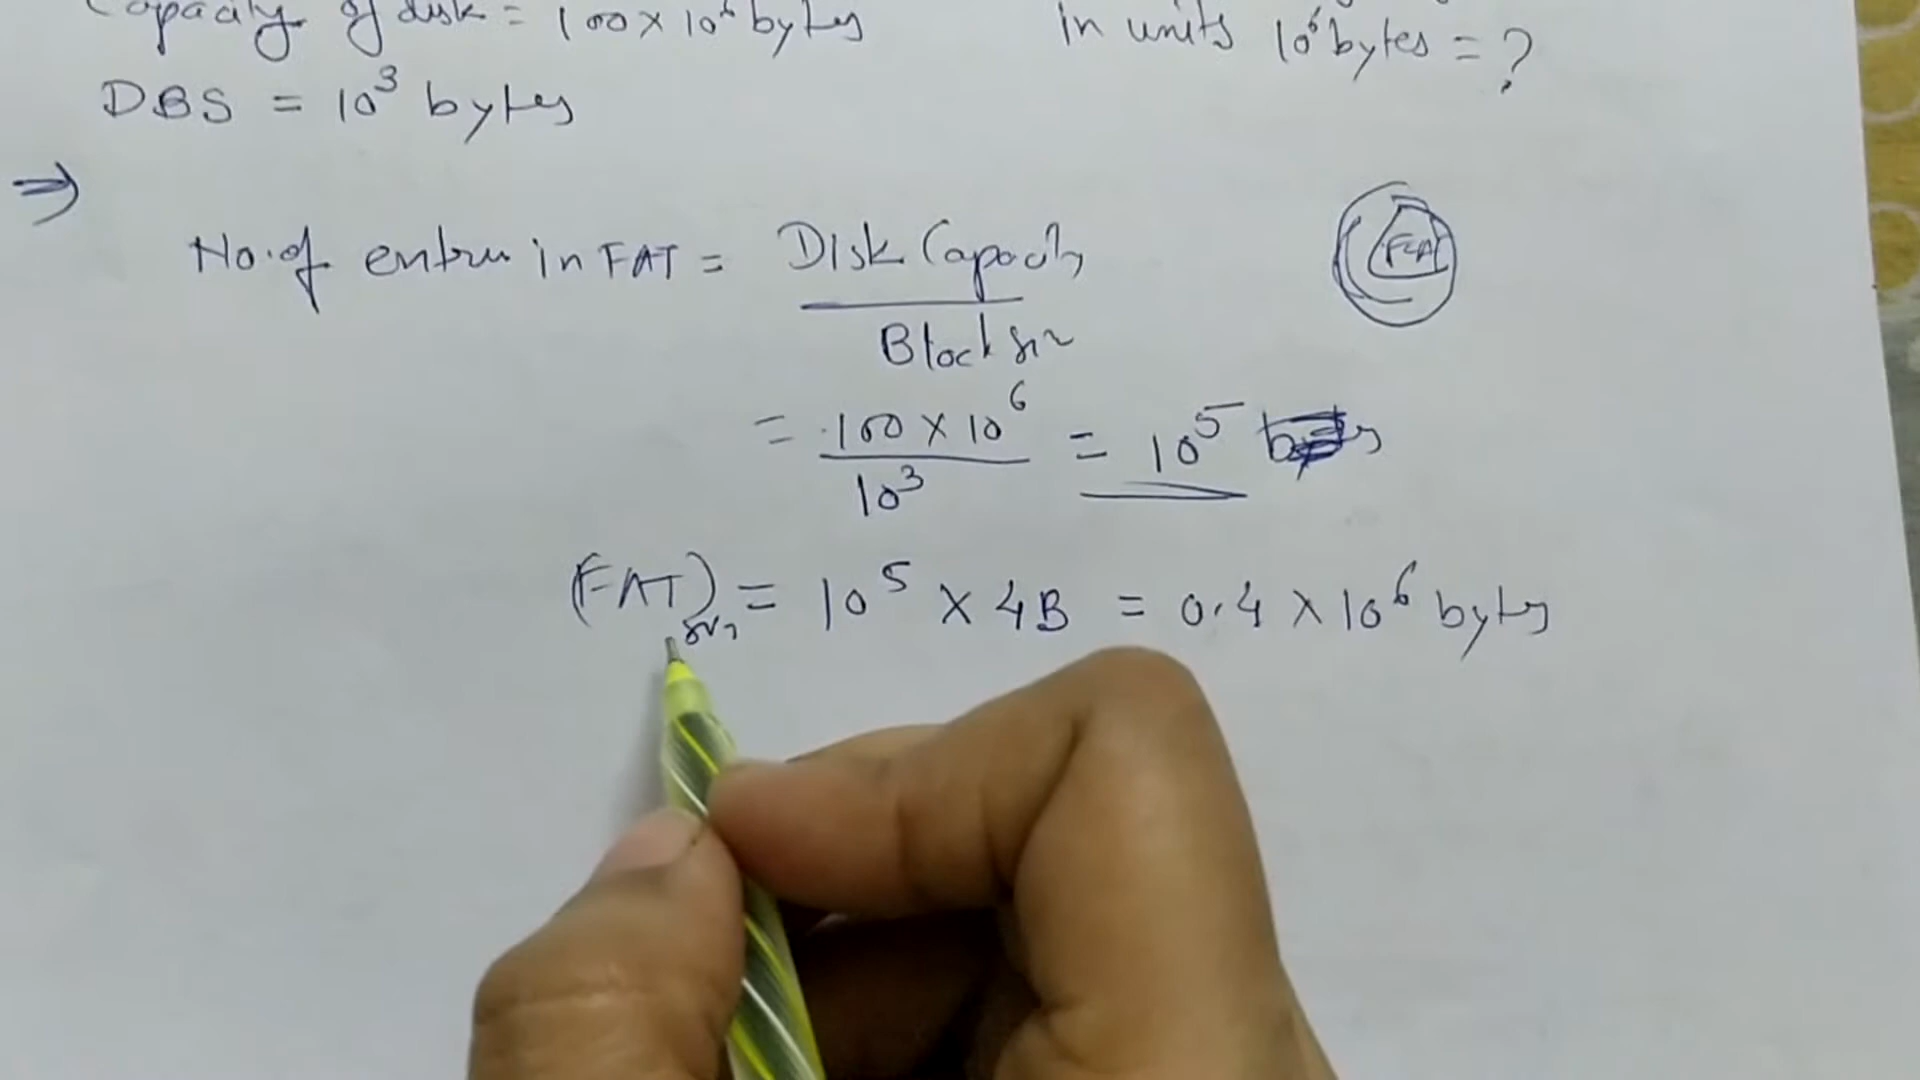 Capacity of disk = 100 × 10⁶ bytes
in units 10⁶ bytes = ?
DBS = 10³ bytes
⇒
No. of entries in FAT = Disk Capacity
Block size
FAT
= 100 × 10⁶
10³
= 10⁵
(FAT)size = 10⁵ × 4B = 0.4 × 10⁶ bytes